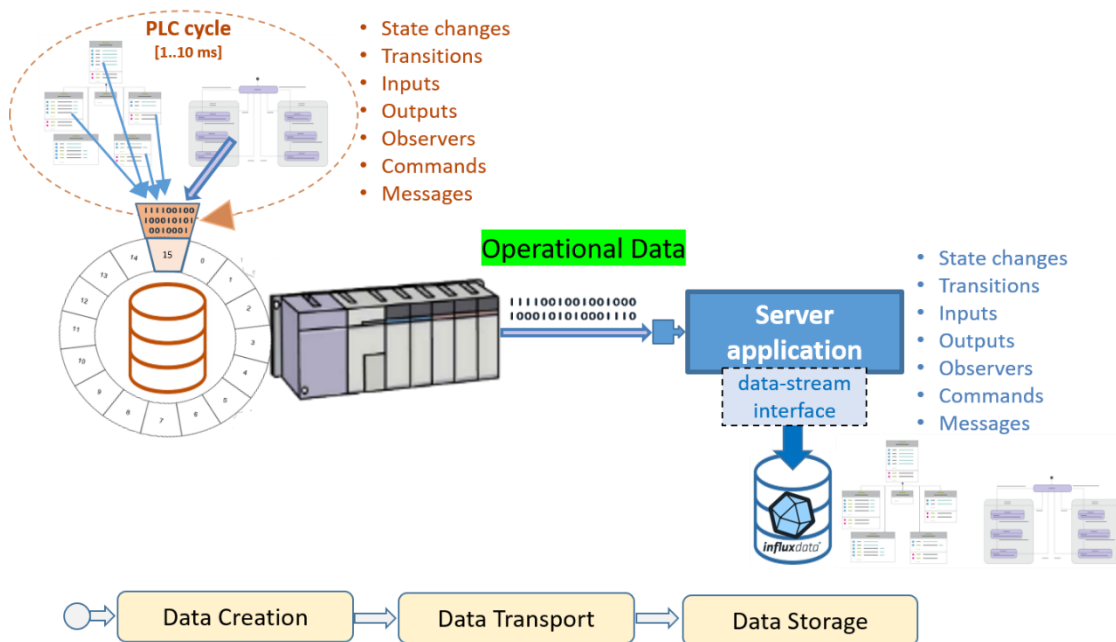 PLC cycle
[1..10 ms]
• State changes
• Transitions
• Inputs
• Outputs
• Observers
• Commands
• Messages
111100100
100010101
0010001
15
0
1
2
3
4
5
6
7
8
9
10
11
12
13
14
Operational Data
1111001001001000
1000101010001110
Server
application
data-stream
interface
• State changes
• Transitions
• Inputs
• Outputs
• Observers
• Commands
• Messages
influxdata
Data Creation
Data Transport
Data Storage